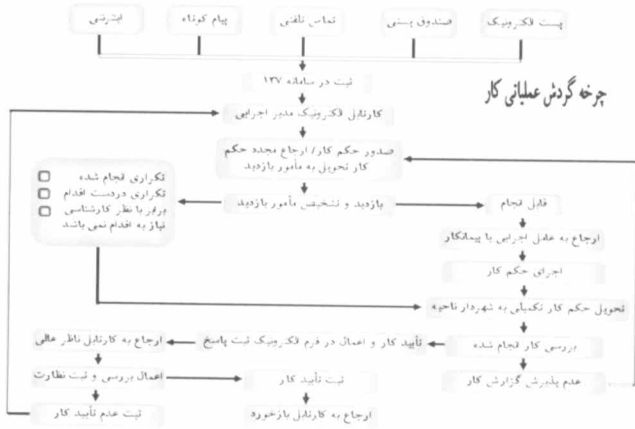 پست الکترونیک
صندوق پستی
تماس تلفنی
پیام کوتاه
اینترنتی
ثبت در سامانه ۱۳۷
چرخه گردش عملیاتی کار
کارتابل الکترونیک مدیر اجرایی
صدور حکم کار/ ارجاع مجدد حکم
کار تحویلی به مأمور بازدید
بازدید و تشخیص مأمور بازدید
تکراری انجام شده
تکراری دردست اقدام
برابر با نظر کارشناسی
نیاز به اقدام نمی باشد
قابل انجام
ارجاع به عامل اجرایی یا پیمانکار
اجرای حکم کار
تحویل حکم کار تکمیلی به شهردار ناحیه
بررسی کار انجام شده
تأیید کار و اعمال در فرم الکترونیک ثبت پاسخ
ارجاع به کارتابل ناظر عالی
عدم پذیرش گزارش کار
ثبت تأیید کار
اعمال بررسی و ثبت نظارت
ارجاع به کارتابل بازخورد
ثبت عدم تأیید کار